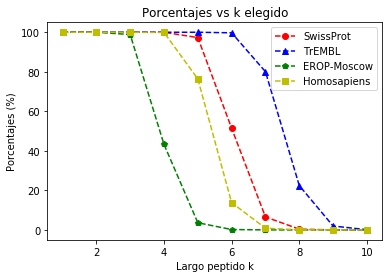 Porcentajes vs k elegido
Porcentajes (%)
100
80
60
40
20
0
SwissProt
TrEMBL
EROP-Moscow
Homosapiens
2
4
6
8
10
Largo peptido k